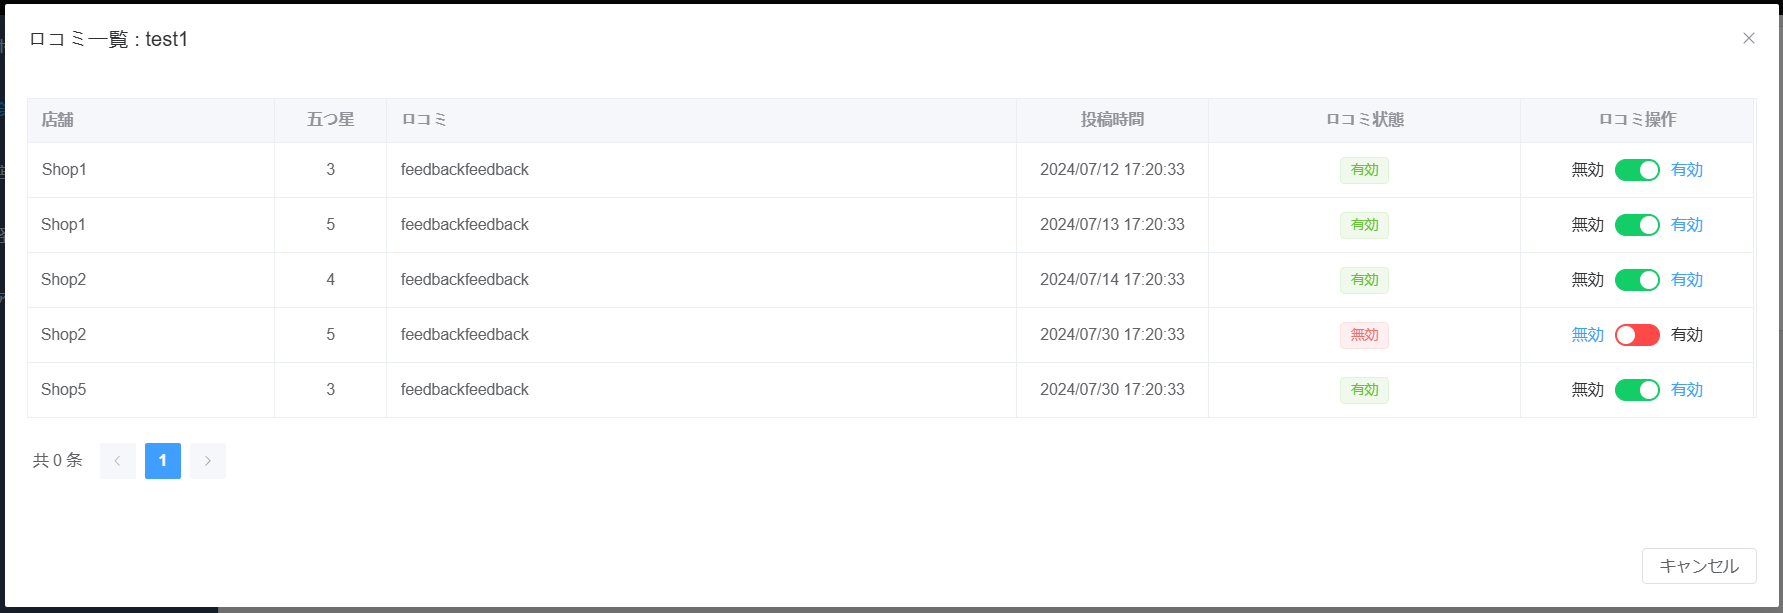 口コミ一覧 : test1
店舗 五つ星 口コミ 投稿時間 口コミ状態 口コミ操作
Shop1 3 feedbackfeedback 2024/07/12 17:20:33 有効 無効 有効
Shop1 5 feedbackfeedback 2024/07/13 17:20:33 有効 無効 有効
Shop2 4 feedbackfeedback 2024/07/14 17:20:33 有効 無効 有効
Shop2 5 feedbackfeedback 2024/07/30 17:20:33 無効 無効 有効
Shop5 3 feedbackfeedback 2024/07/30 17:20:33 有効 無効 有効
共 0 条 1
キャンセル